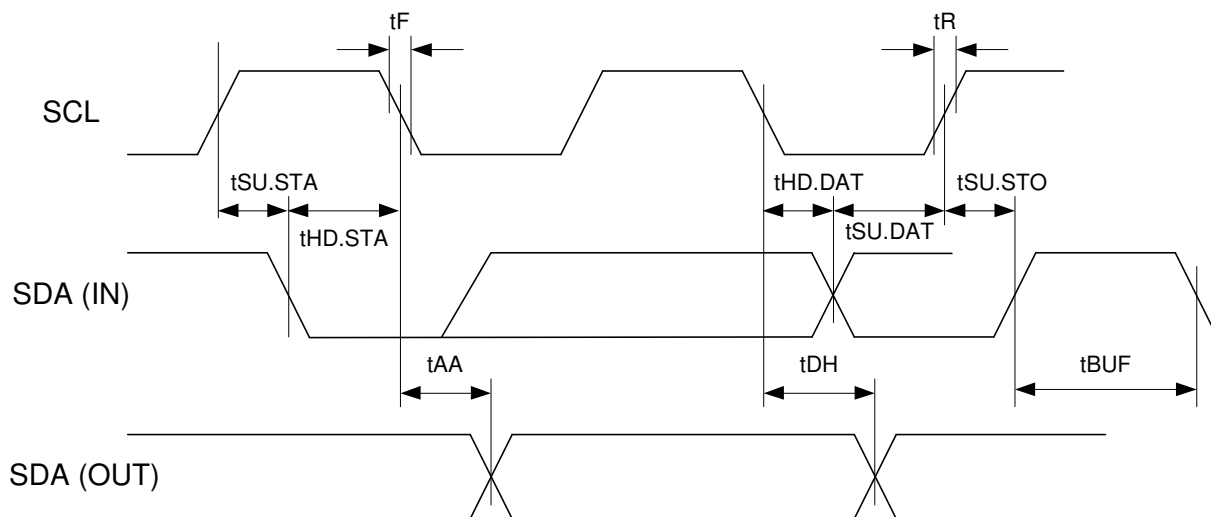 tF
tR
SCL
tSU.STA
tHD.DAT
tSU.STO
tHD.STA
tSU.DAT
SDA (IN)
tAA
tDH
tBUF
SDA (OUT)